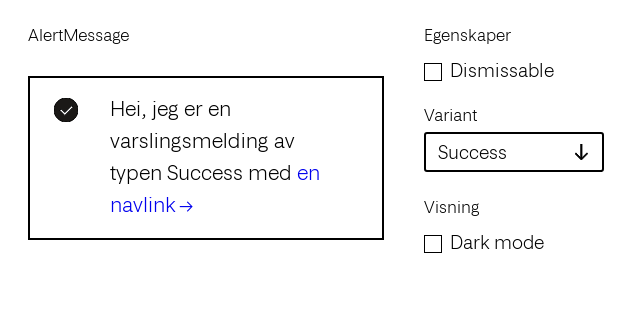 AlertMessage
Hei, jeg er en
varslingsmelding av
typen Success med en
navlink →
Egenskaper
Dismissable
Variant
Success
Visning
Dark mode